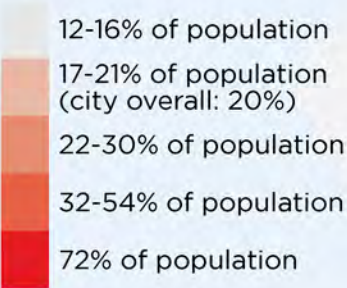 12-16% of population
17-21% of population
(city overall: 20%)
22-30% of population
32-54% of population
72% of population